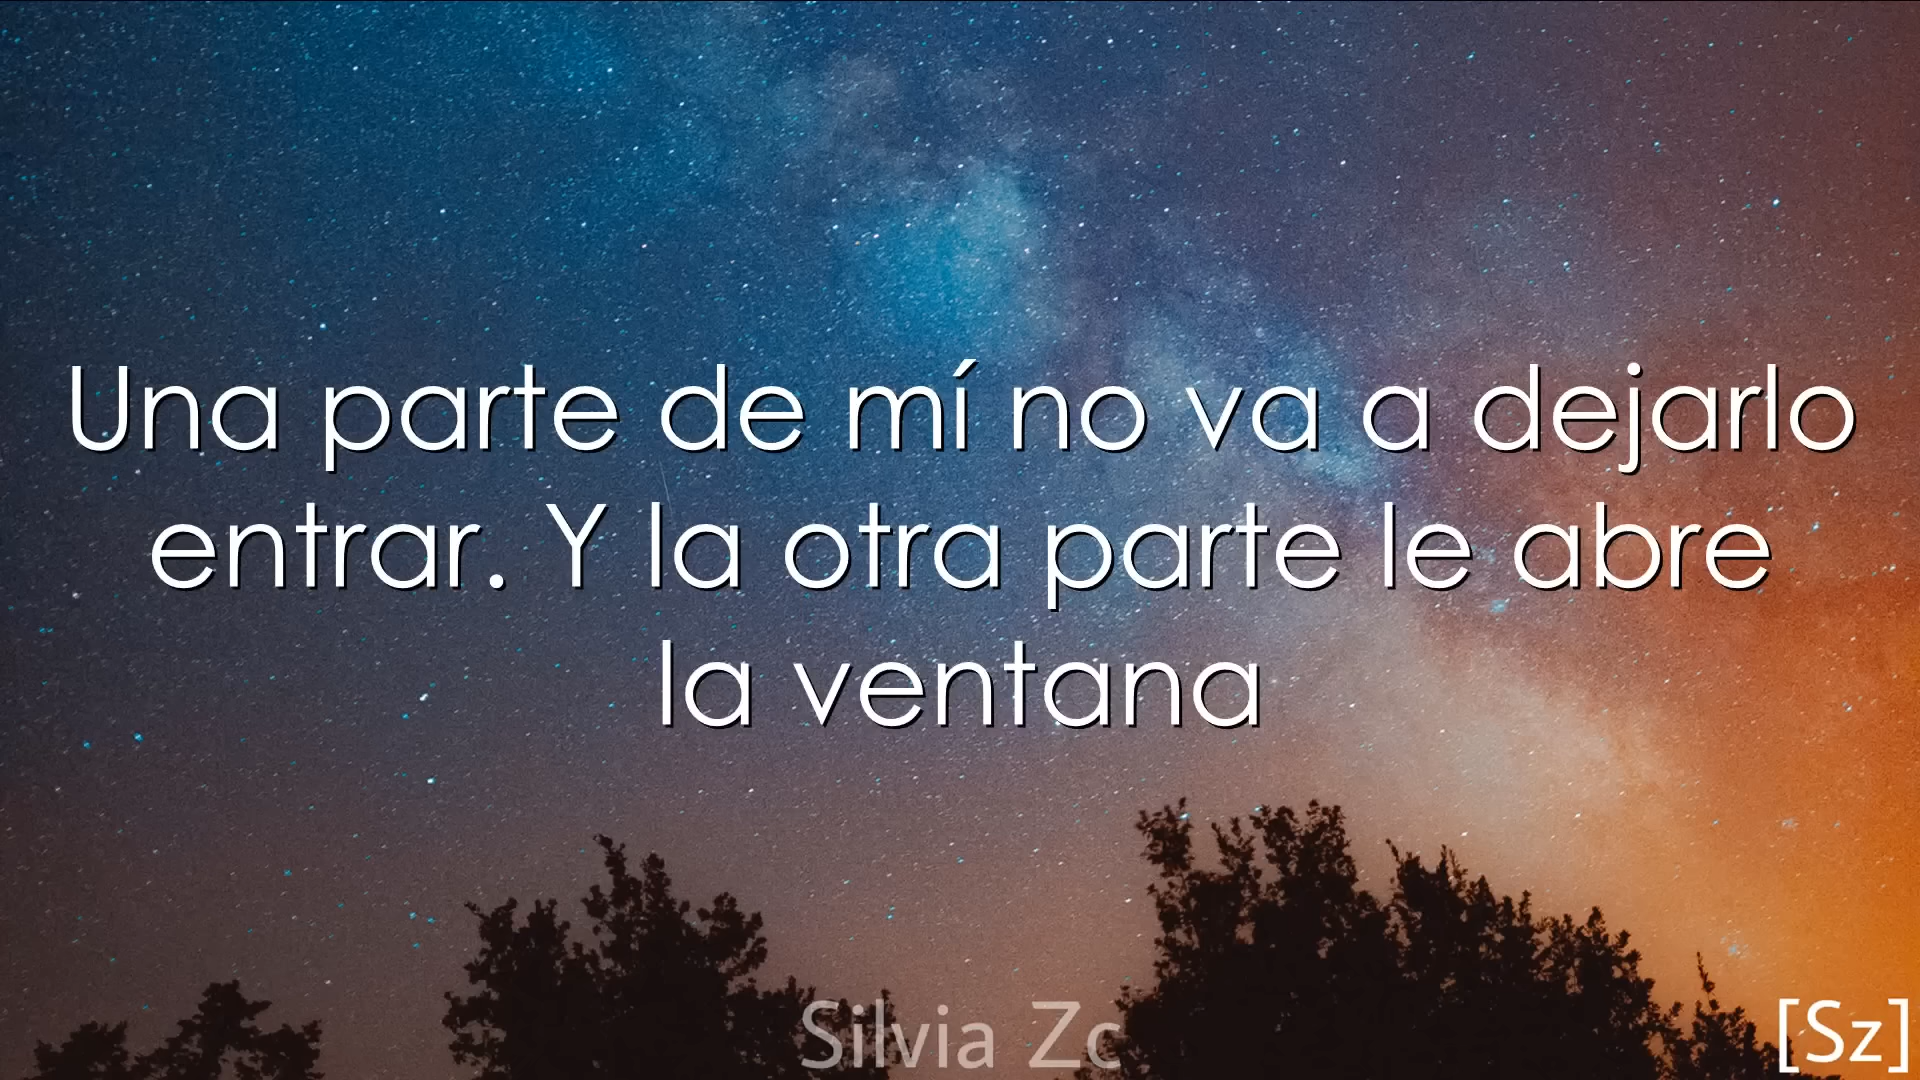 Una parte de mí no va a dejarlo
entrar. Y la otra parte le abre
la ventana
Silvia Zc
[Sz]